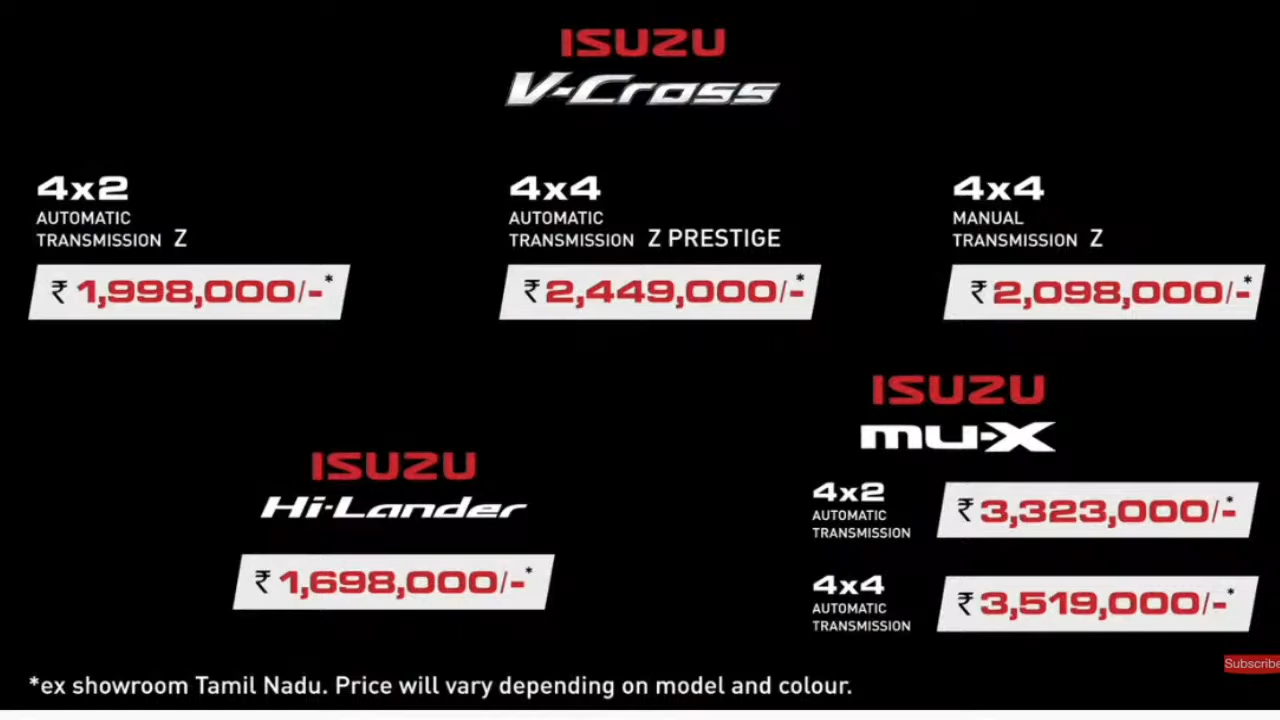 ISUZU
V-Cross
4x2
AUTOMATIC
TRANSMISSION Z
₹ 1,998,000/-*
4x4
AUTOMATIC
TRANSMISSION Z PRESTIGE
₹ 2,449,000/-*
4x4
MANUAL
TRANSMISSION Z
₹ 2,098,000/-*
ISUZU
Hi-Lander
₹ 1,698,000/-*
ISUZU
mu-X
4x2
AUTOMATIC
TRANSMISSION
₹ 3,323,000/-*
4x4
AUTOMATIC
TRANSMISSION
₹ 3,519,000/-*
Subscribe
*ex showroom Tamil Nadu. Price will vary depending on model and colour.